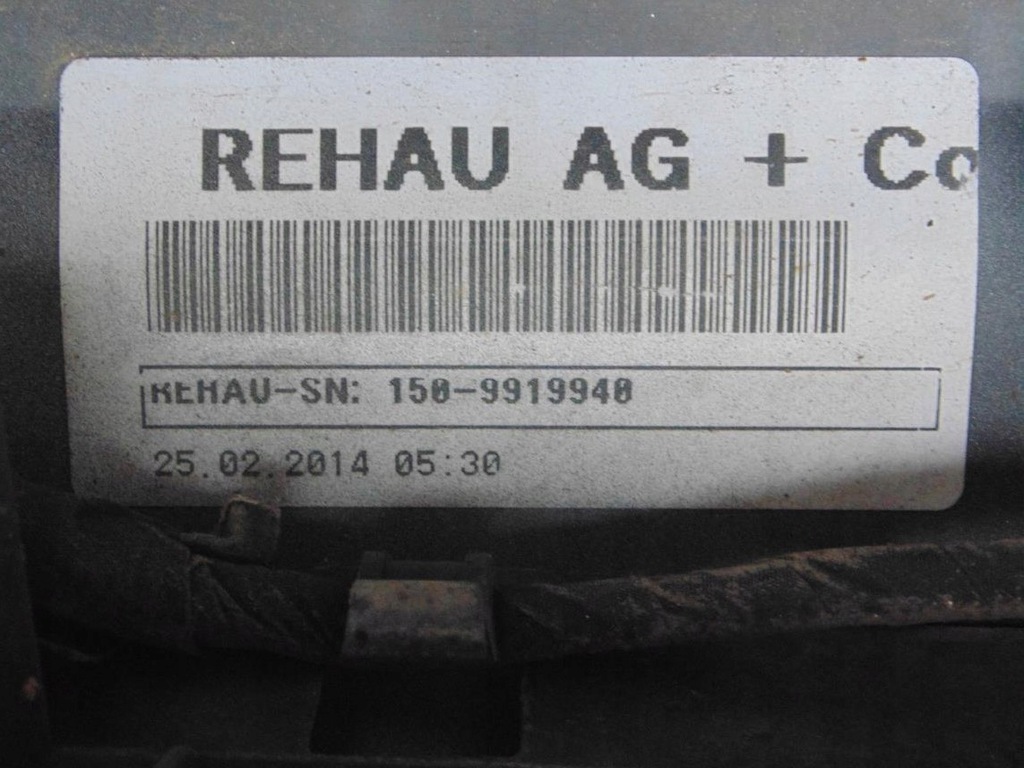 REHAU AG + Co
REHAU-SN: 150-9919940
25.02.2014 05:30